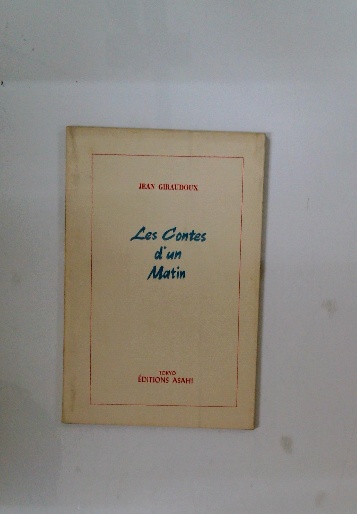 JEAN GIRAUDOUX
Les Contes
d'un
Matin
TOKYO
ÉDITIONS ASAHI